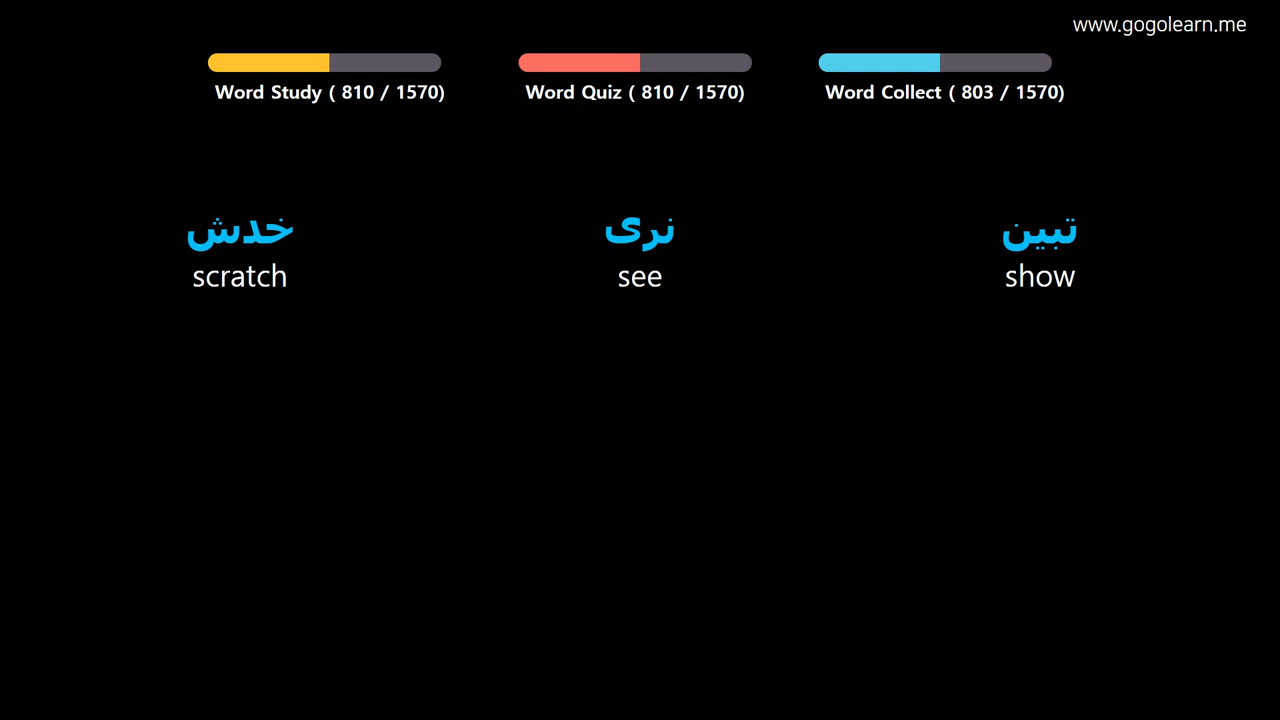 www.gogolearn.me
Word Study ( 810 / 1570)
Word Quiz ( 810 / 1570)
Word Collect ( 803 / 1570)
خدش
scratch
نرى
see
تبين
show